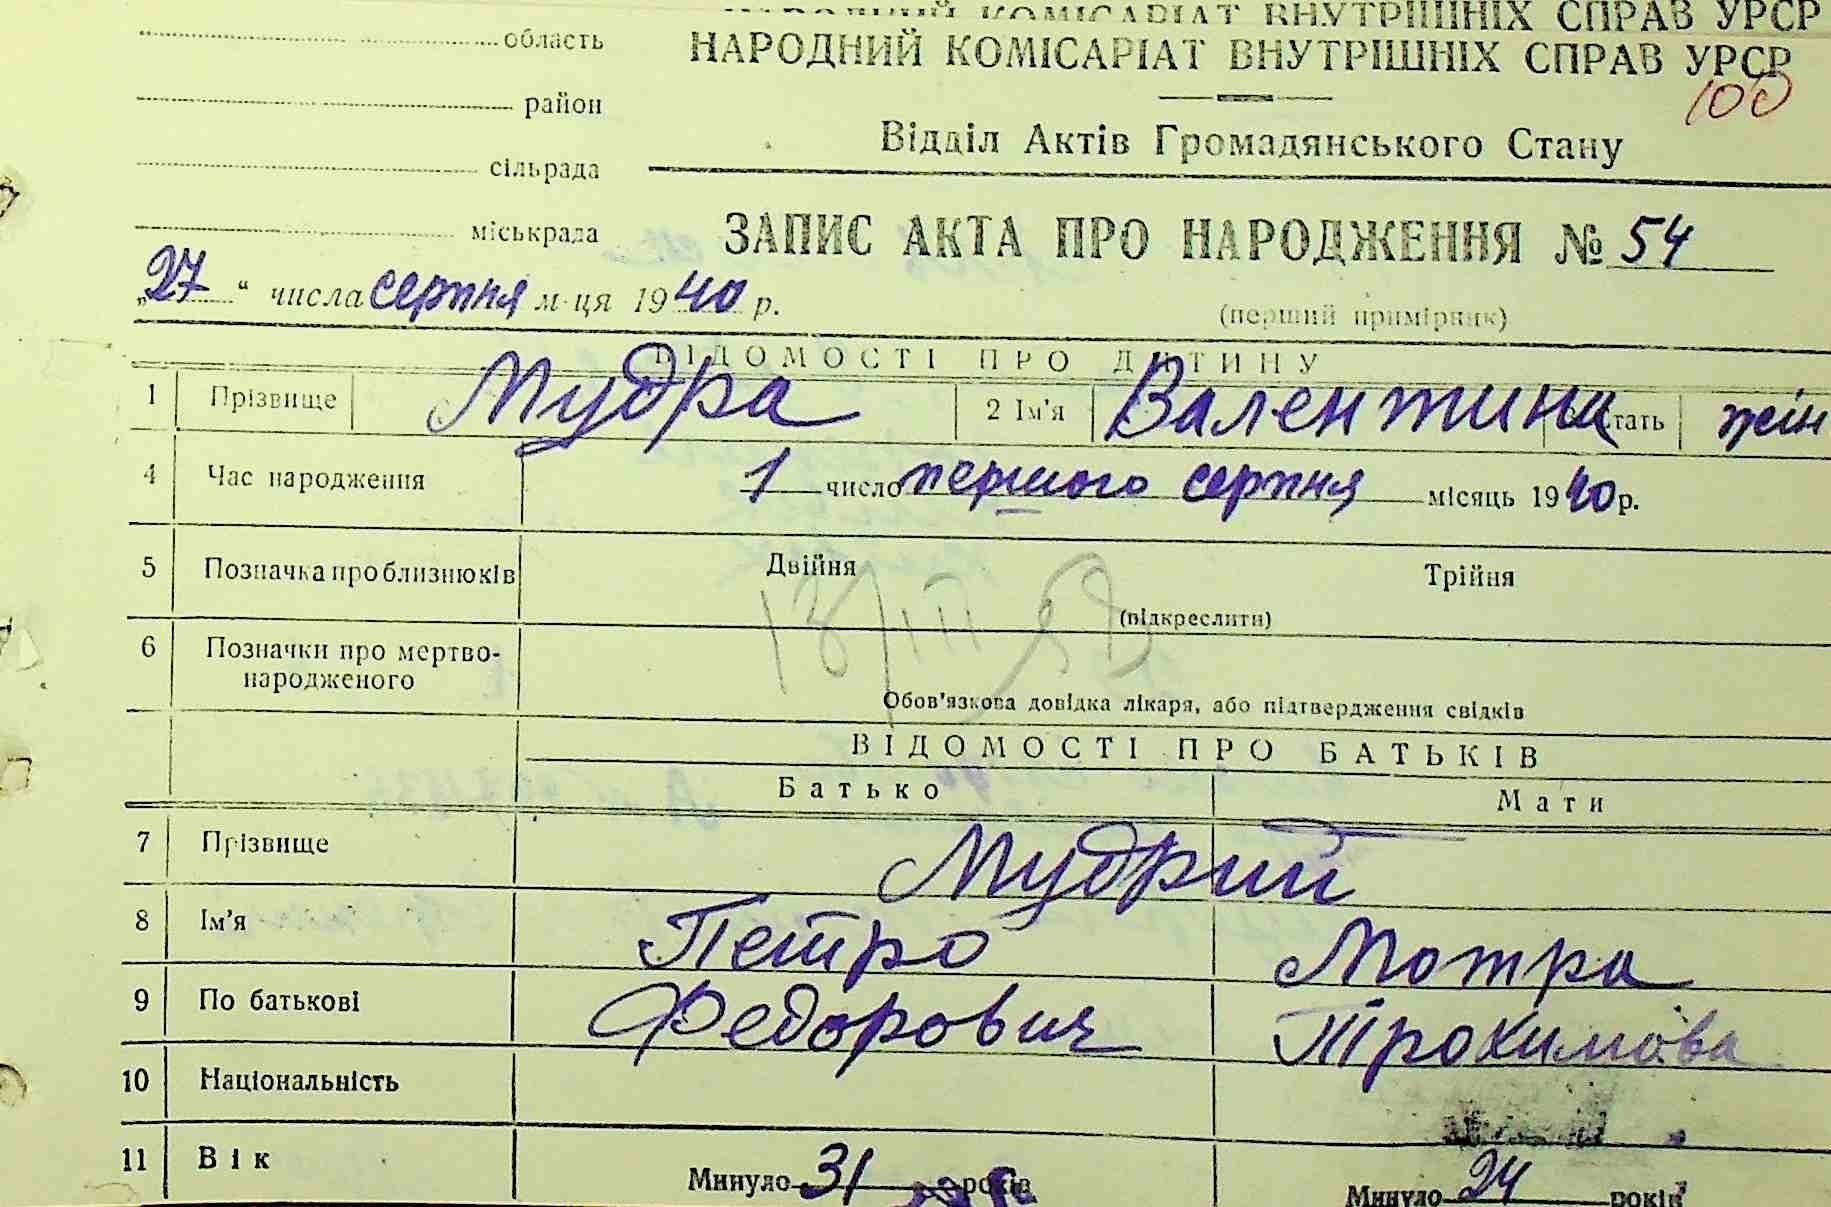 НАРОДНИЙ КОМІСАРІАТ ВНУТРІШНІХ СПРАВ УРСР
область
НАРОДНИЙ КОМІСАРІАТ ВНУТРІШНІХ СПРАВ УРСР
100
район
Відділ Актів Громадянського Стану
сільрада
міськрада
ЗАПИС АКТА ПРО НАРОДЖЕННЯ № 54
„27“ числа серпня м-ця 1940 р.
(перший примірник)
ВІДОМОСТІ ПРО ДИТИНУ
1 Прізвище Мудра 2 Ім'я Валентина Стать жін
4 Час народження 1 число першого серпня місяць 1940 р.
5 Позначка про близнюків Двійня Трійня
(підкреслити)
6 Позначки про мертво-
народженого
Обов'язкова довідка лікаря, або підтвердження свідків
ВІДОМОСТІ ПРО БАТЬКІВ
Батько Мати
7 Прізвище Мудрий
8 Ім'я Петро Мотра
9 По батькові Федорович Трохимова
10 Національність
11 Вік Минуло 31 років Минуло 24 років